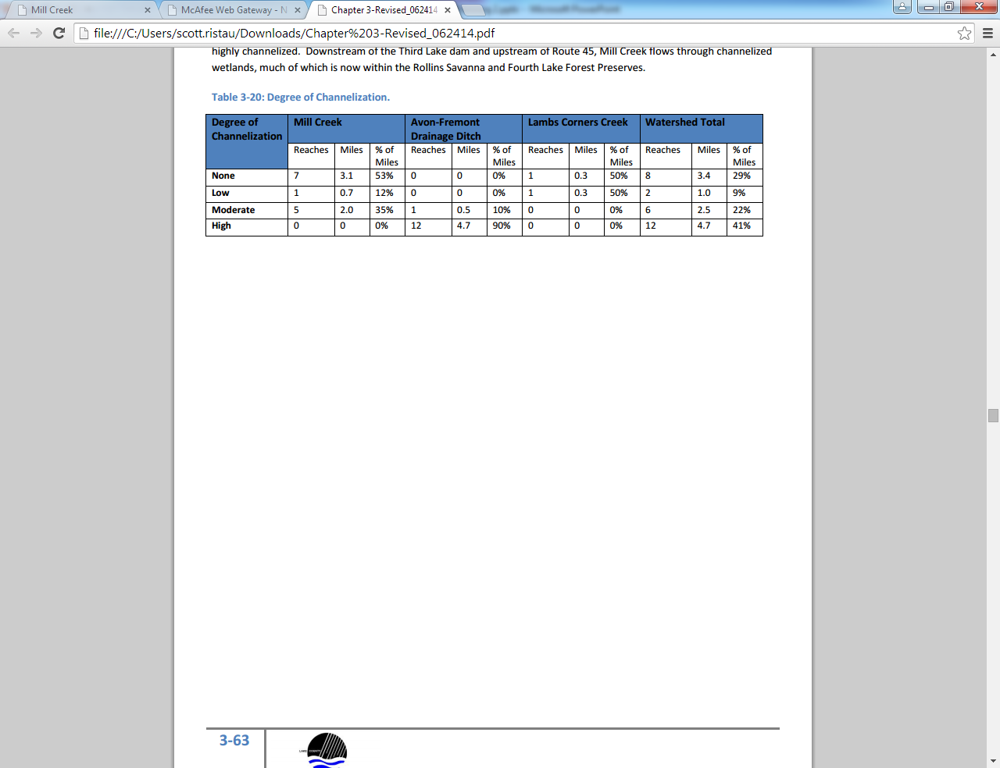 Mill Creek
McAfee Web Gateway - N
Chapter 3-Revised_062414
Microsoft PowerPoint
file:///C:/Users/scott.ristau/Downloads/Chapter%203-Revised_062414.pdf
highly channelized. Downstream of the Third Lake dam and upstream of Route 45, Mill Creek flows through channelized
wetlands, much of which is now within the Rollins Savanna and Fourth Lake Forest Preserves.
Table 3-20: Degree of Channelization.
Degree of Channelization Mill Creek Avon-Fremont Drainage Ditch Lambs Corners Creek Watershed Total
Reaches Miles % of Miles Reaches Miles % of Miles Reaches Miles % of Miles Reaches Miles % of Miles
None 7 3.1 53% 0 0 0% 1 0.3 50% 8 3.4 29%
Low 1 0.7 12% 0 0 0% 1 0.3 50% 2 1.0 9%
Moderate 5 2.0 35% 1 0.5 10% 0 0 0% 6 2.5 22%
High 0 0 0% 12 4.7 90% 0 0 0% 12 4.7 41%
3-63
LAKE COUNTY